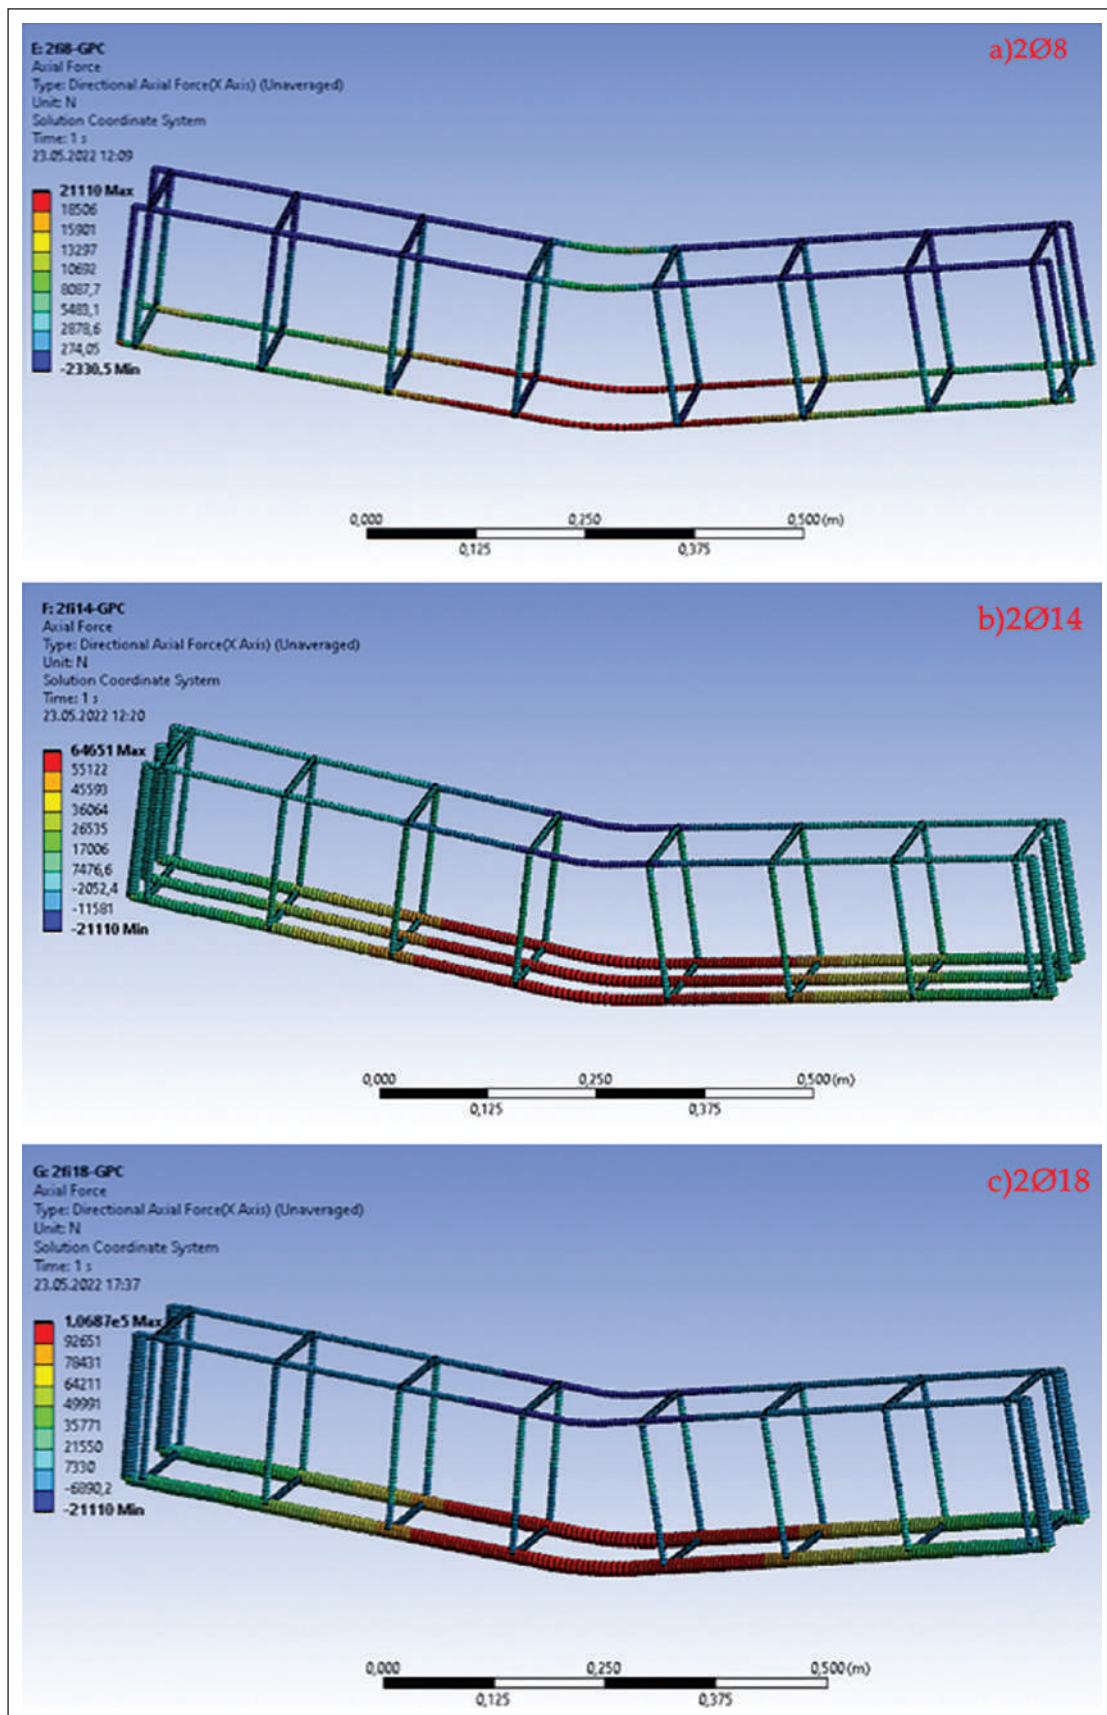 a)2Ø8
E: 2fi8-GPC
Axial Force
Type: Directional Axial Force(X Axis) (Unaveraged)
Unit: N
Solution Coordinate System
Time: 1 s
23.05.2022 12:09
21110 Max
18506
15901
13297
10692
8087,7
5483,1
2878,6
274,05
-2330,5 Min
0,000 0,250 0,500 (m)
0,125 0,375
b)2Ø14
F: 2fi14-GPC
Axial Force
Type: Directional Axial Force(X Axis) (Unaveraged)
Unit: N
Solution Coordinate System
Time: 1 s
23.05.2022 12:20
64651 Max
55122
45593
36064
26535
17006
7476,6
-2052,4
-11581
-21110 Min
0,000 0,250 0,500 (m)
0,125 0,375
c)2Ø18
G: 2fi18-GPC
Axial Force
Type: Directional Axial Force(X Axis) (Unaveraged)
Unit: N
Solution Coordinate System
Time: 1 s
23.05.2022 17:37
1,0687e5 Max
92651
78431
64211
49991
35771
21550
7330
-6890,2
-21110 Min
0,000 0,250 0,500 (m)
0,125 0,375